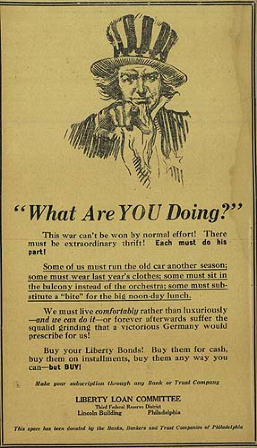 "What Are YOU Doing?"
This war can't be won by normal effort! There
must be extraordinary thrift! Each must do his
part!
Some of us must run the old car another season;
some must wear last year's clothes; some must sit in
the bulcony instead of the orchestra; some must sub-
stitute a "bite" for the big noon-day lunch.
We must live comfortably rather than luxuriously
—and we can do it—or forever afterwards suffer the
squalid grinding that a victorious Germany would
prescribe for us!
Buy your Liberty Bonds! Buy them for cash,
buy them on installments, buy them any way you
can—but BUY!
Make your subscription through any Bank or Trust Company
LIBERTY LOAN COMMITTEE
Third Federal Reserve District
Lincoln Building Philadelphia
This space has been donated by the Banks, Bankers and Trust Companies of Philadelphia